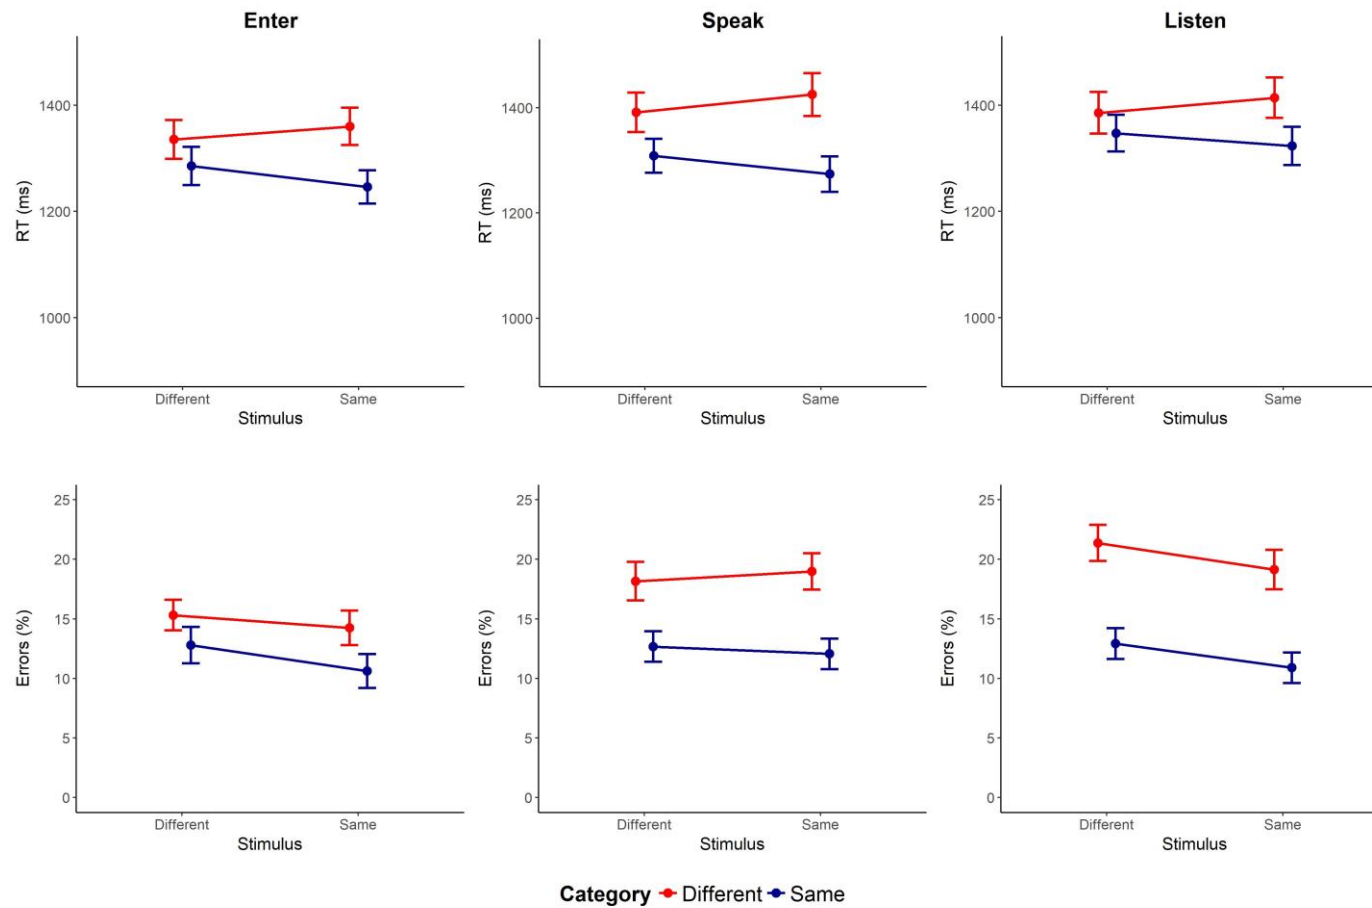 Enter
Speak
Listen
RT (ms)
1400
1200
1000
Different
Same
Stimulus
RT (ms)
1400
1200
1000
Different
Same
Stimulus
RT (ms)
1400
1200
1000
Different
Same
Stimulus
Errors (%)
25
20
15
10
5
0
Different
Same
Stimulus
Errors (%)
25
20
15
10
5
0
Different
Same
Stimulus
Errors (%)
25
20
15
10
5
0
Different
Same
Stimulus
Category Different Same